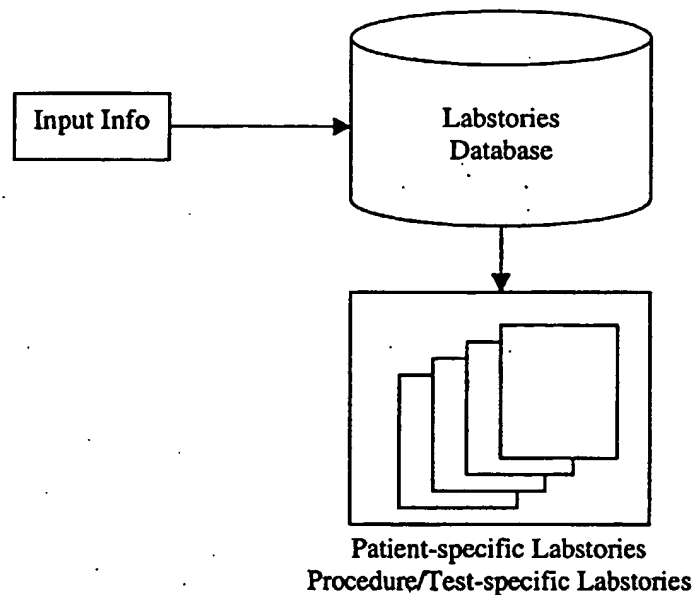 Input Info
Labstories
Database
Patient-specific Labstories
Procedure/Test-specific Labstories